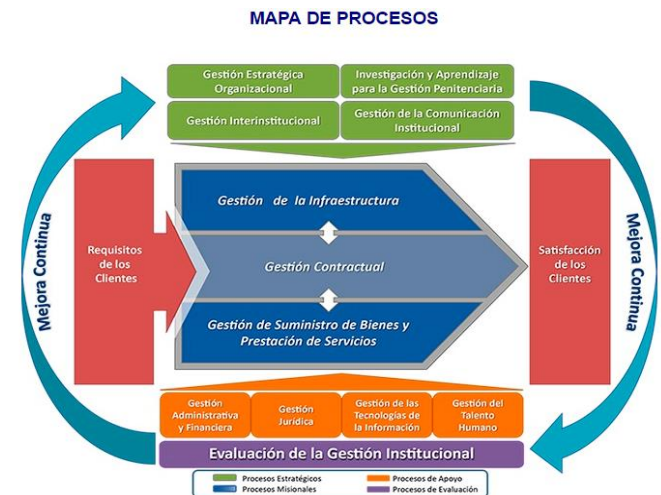 MAPA DE PROCESOS
Gestión Estratégica
Organizacional
Investigación y Aprendizaje
para la Gestión Penitenciaria
Gestión Interinstitucional
Gestión de la Comunicación
Institucional
Mejora Continua
Requisitos
de los
Clientes
Gestión de la Infraestructura
Gestión Contractual
Gestión de Suministro de Bienes y
Prestación de Servicios
Satisfacción
de los
Clientes
Mejora Continua
Gestión
Administrativa
y Financiera
Gestión
Jurídica
Gestión de las
Tecnologías de
la Información
Gestión del
Talento
Humano
Evaluación de la Gestión Institucional
Procesos Estratégicos
Procesos de Apoyo
Procesos Misionales
Procesos de Evaluación